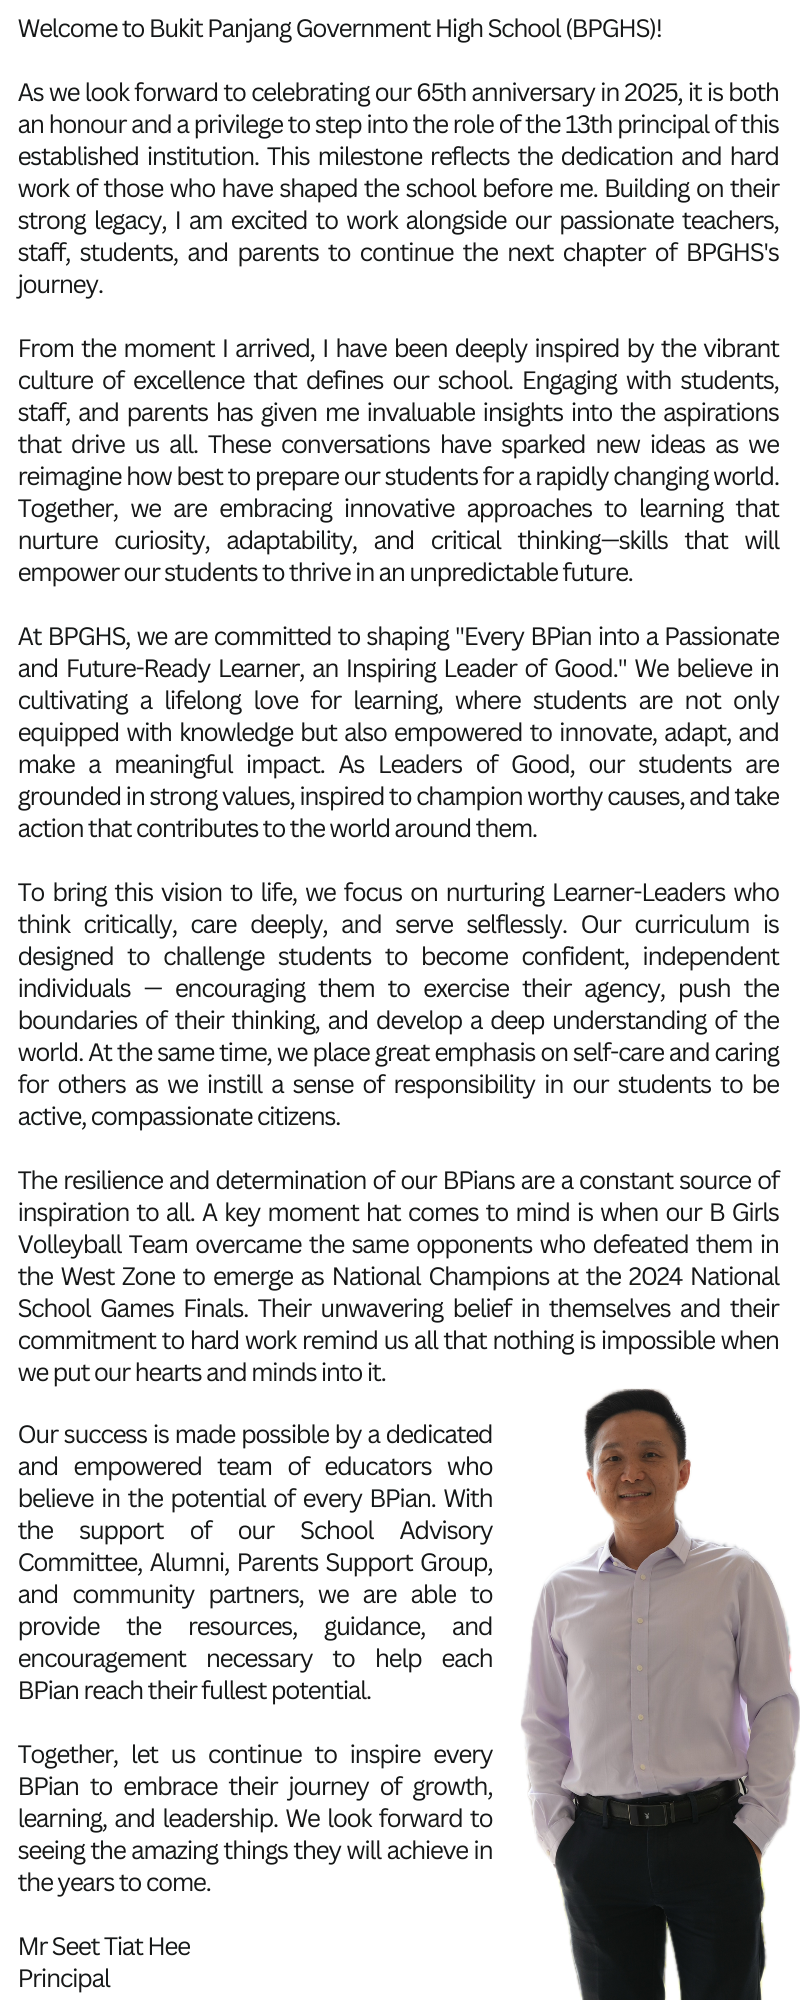 Welcome to Bukit Panjang Government High School (BPGHS)!
As we look forward to celebrating our 65th anniversary in 2025, it is both
an honour and a privilege to step into the role of the 13th principal of this
established institution. This milestone reflects the dedication and hard
work of those who have shaped the school before me. Building on their
strong legacy, I am excited to work alongside our passionate teachers,
staff, students, and parents to continue the next chapter of BPGHS's
journey.
From the moment I arrived, I have been deeply inspired by the vibrant
culture of excellence that defines our school. Engaging with students,
staff, and parents has given me invaluable insights into the aspirations
that drive us all. These conversations have sparked new ideas as we
reimagine how best to prepare our students for a rapidly changing world.
Together, we are embracing innovative approaches to learning that
nurture curiosity, adaptability, and critical thinking—skills that will
empower our students to thrive in an unpredictable future.
At BPGHS, we are committed to shaping "Every BPian into a Passionate
and Future-Ready Learner, an Inspiring Leader of Good." We believe in
cultivating a lifelong love for learning, where students are not only
equipped with knowledge but also empowered to innovate, adapt, and
make a meaningful impact. As Leaders of Good, our students are
grounded in strong values, inspired to champion worthy causes, and take
action that contributes to the world around them.
To bring this vision to life, we focus on nurturing Learner-Leaders who
think critically, care deeply, and serve selflessly. Our curriculum is
designed to challenge students to become confident, independent
individuals — encouraging them to exercise their agency, push the
boundaries of their thinking, and develop a deep understanding of the
world. At the same time, we place great emphasis on self-care and caring
for others as we instill a sense of responsibility in our students to be
active, compassionate citizens.
The resilience and determination of our BPians are a constant source of
inspiration to all. A key moment hat comes to mind is when our B Girls
Volleyball Team overcame the same opponents who defeated them in
the West Zone to emerge as National Champions at the 2024 National
School Games Finals. Their unwavering belief in themselves and their
commitment to hard work remind us all that nothing is impossible when
we put our hearts and minds into it.
Our success is made possible by a dedicated
and empowered team of educators who
believe in the potential of every BPian. With
the support of our School Advisory
Committee, Alumni, Parents Support Group,
and community partners, we are able to
provide the resources, guidance, and
encouragement necessary to help each
BPian reach their fullest potential.
Together, let us continue to inspire every
BPian to embrace their journey of growth,
learning, and leadership. We look forward to
seeing the amazing things they will achieve in
the years to come.
Mr Seet Tiat Hee
Principal